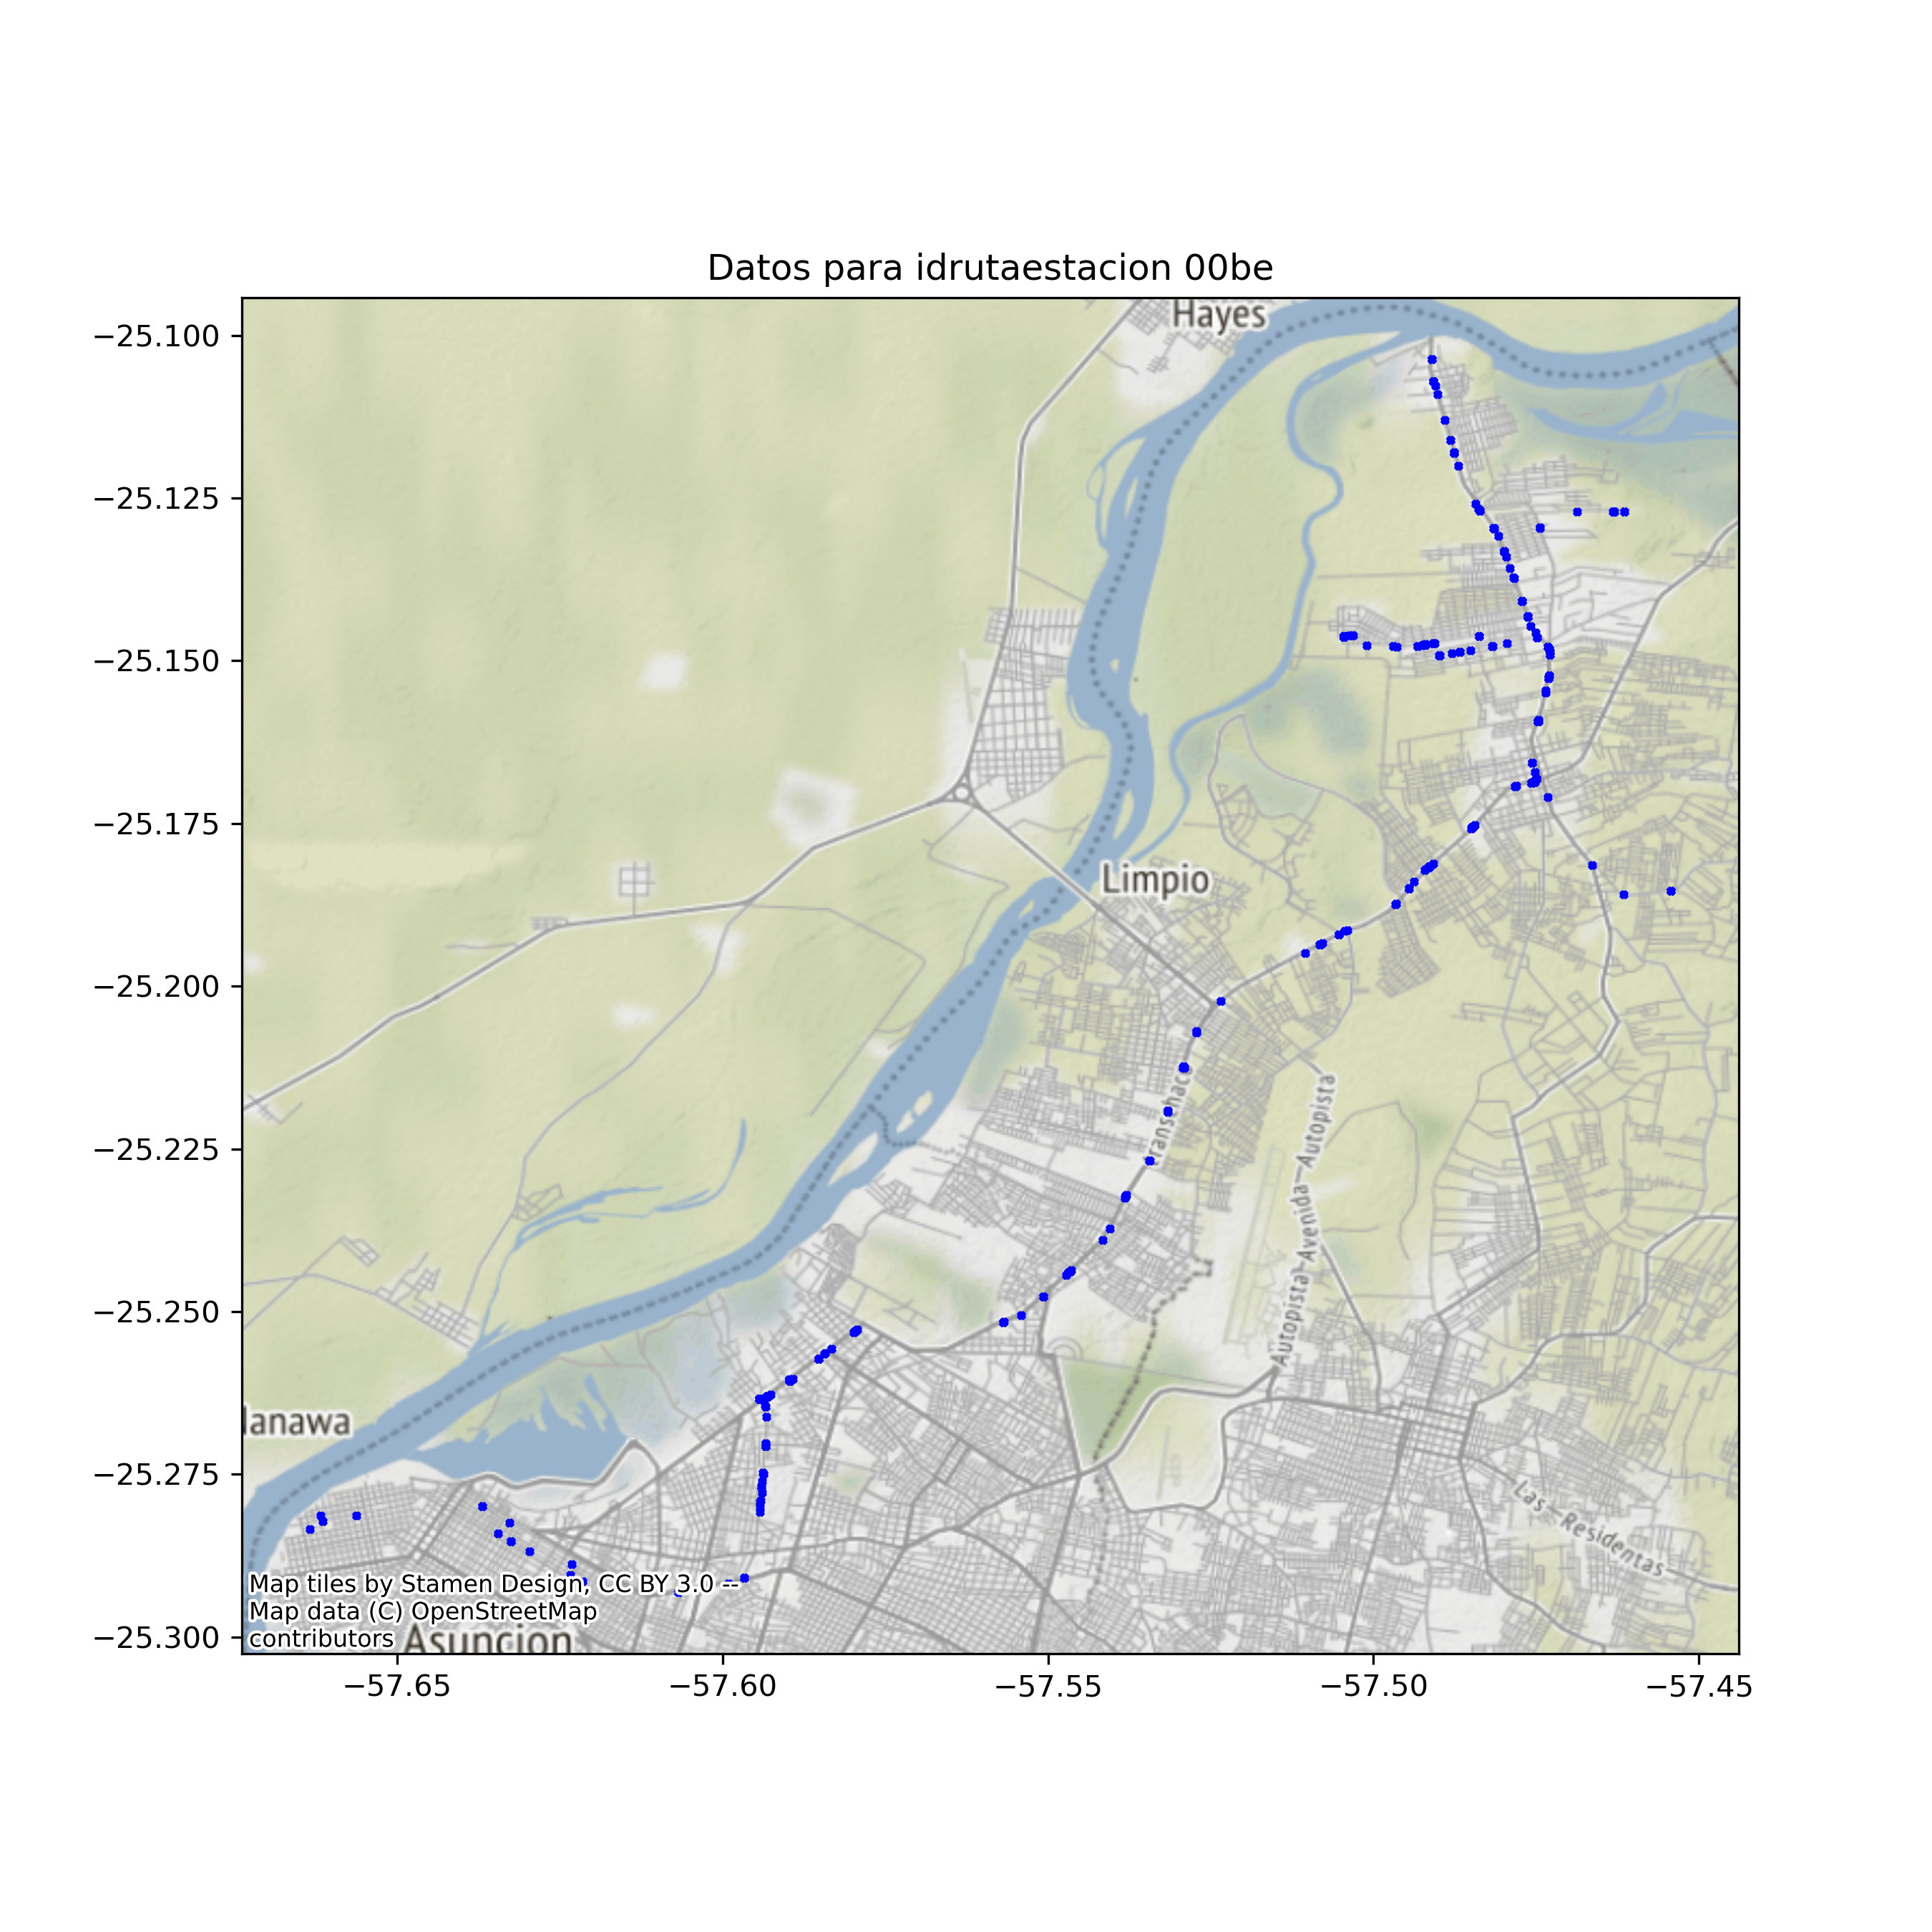 Datos para idrutaestacion 00be
Hayes
−25.100
−25.125
−25.150
−25.175
Limpio
−25.200
Transchaco
Autopista Avenida Autopista
−25.225
−25.250
lanawa
−25.275
Las Residentas
Map tiles by Stamen Design, CC BY 3.0 --
Map data (C) OpenStreetMap
contributors
Asuncion
−25.300
−57.65
−57.60
−57.55
−57.50
−57.45